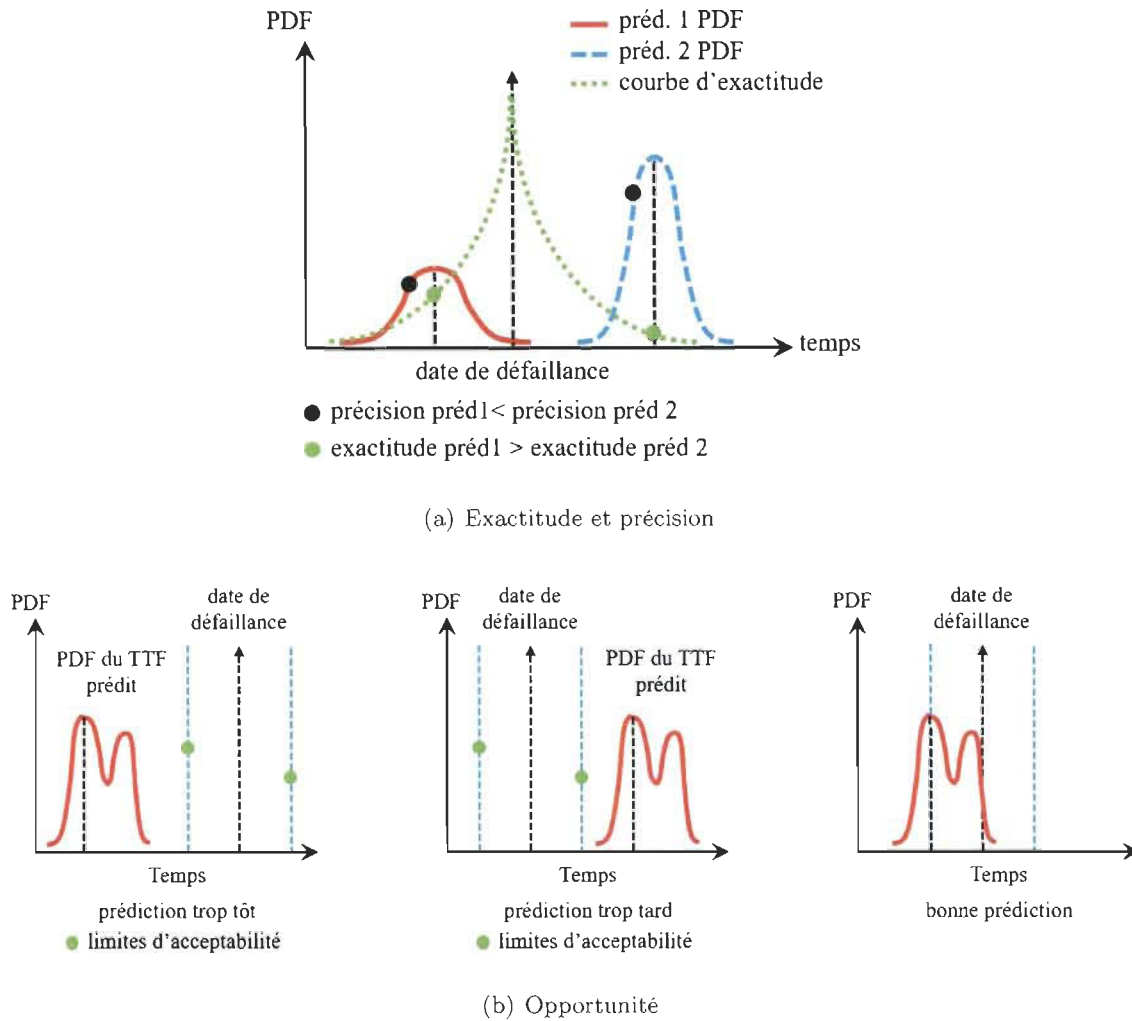 PDF
préd. 1 PDF
préd. 2 PDF
courbe d'exactitude
temps
date de défaillance
précision préd1< précision préd 2
exactitude préd1 > exactitude préd 2
(a) Exactitude et précision
PDF
date de
défaillance
PDF du TTF
prédit
Temps
prédiction trop tôt
limites d'acceptabilité
PDF
date de
défaillance
PDF du TTF
prédit
Temps
prédiction trop tard
limites d'acceptabilité
PDF
date de
défaillance
Temps
bonne prédiction
(b) Opportunité